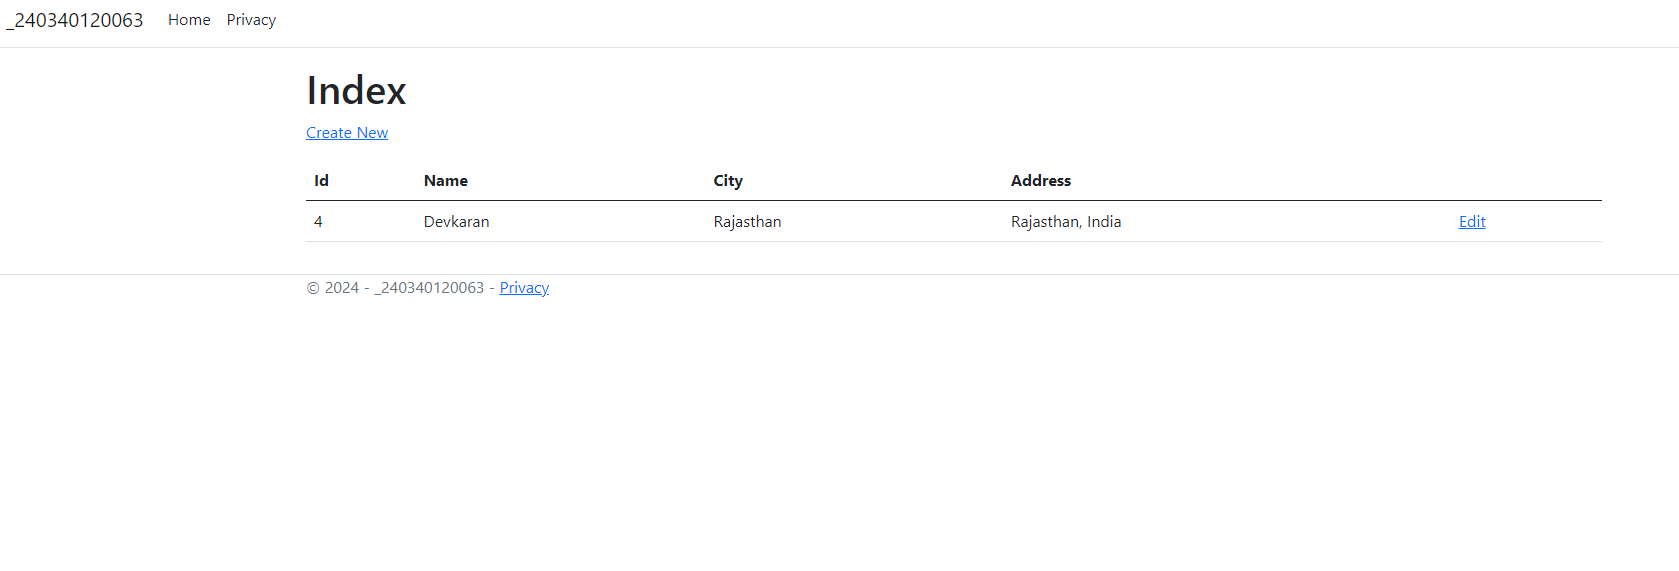 _240340120063 Home Privacy
Index
Create New
Id Name City Address
4 Devkaran Rajasthan Rajasthan, India Edit
© 2024 - _240340120063 - Privacy